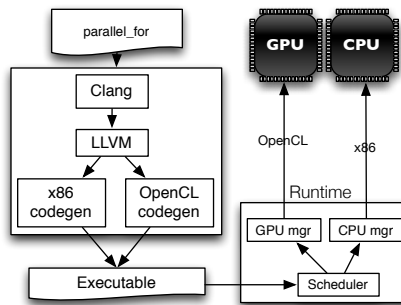 parallel_for
GPU
CPU
Clang
LLVM
x86
codegen
OpenCL
codegen
OpenCL
x86
Runtime
GPU mgr
CPU mgr
Executable
Scheduler